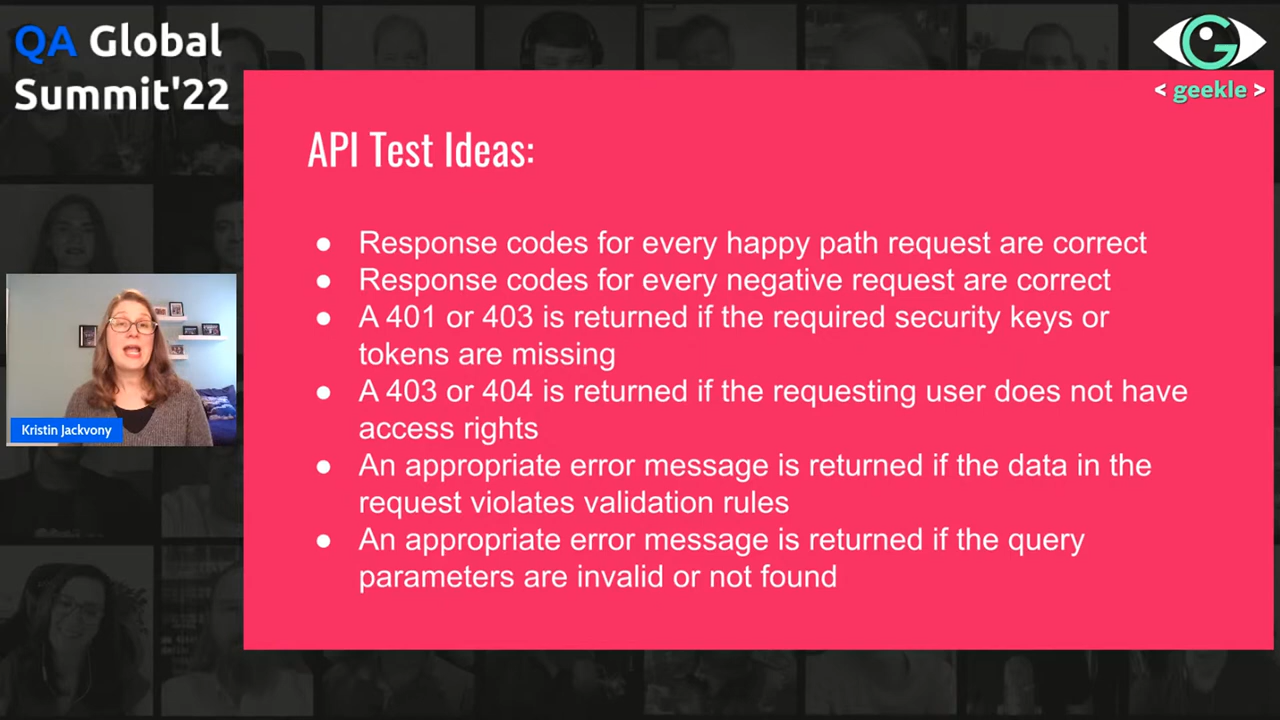 QA Global
Summit'22
< geekle >
API Test Ideas:
● Response codes for every happy path request are correct
● Response codes for every negative request are correct
● A 401 or 403 is returned if the required security keys or
tokens are missing
● A 403 or 404 is returned if the requesting user does not have
access rights
● An appropriate error message is returned if the data in the
request violates validation rules
● An appropriate error message is returned if the query
parameters are invalid or not found
Kristin Jackvony